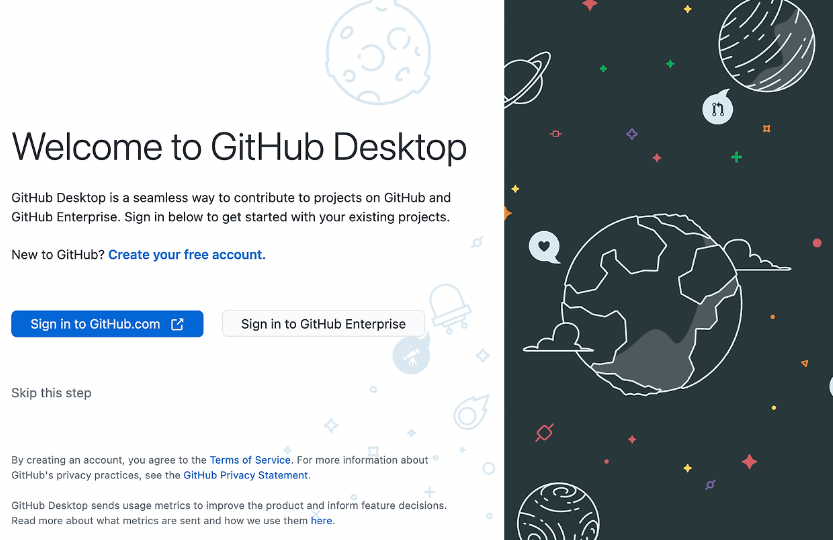 Welcome to GitHub Desktop
GitHub Desktop is a seamless way to contribute to projects on GitHub and
GitHub Enterprise. Sign in below to get started with your existing projects.
New to GitHub? Create your free account.
Sign in to GitHub.com
Sign in to GitHub Enterprise
Skip this step
By creating an account, you agree to the Terms of Service. For more information about
GitHub's privacy practices, see the GitHub Privacy Statement.
GitHub Desktop sends usage metrics to improve the product and inform feature decisions.
Read more about what metrics are sent and how we use them here.